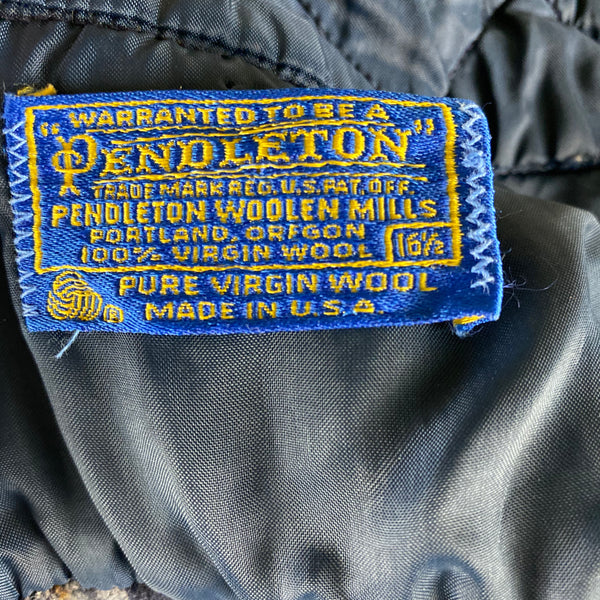 WARRANTED TO BE A
"PENDLETON"
TRADE MARK REG. U.S. PAT. OFF.
PENDLETON WOOLEN MILLS
PORTLAND, OREGON
100% VIRGIN WOOL 16½
PURE VIRGIN WOOL
® MADE IN U.S.A.